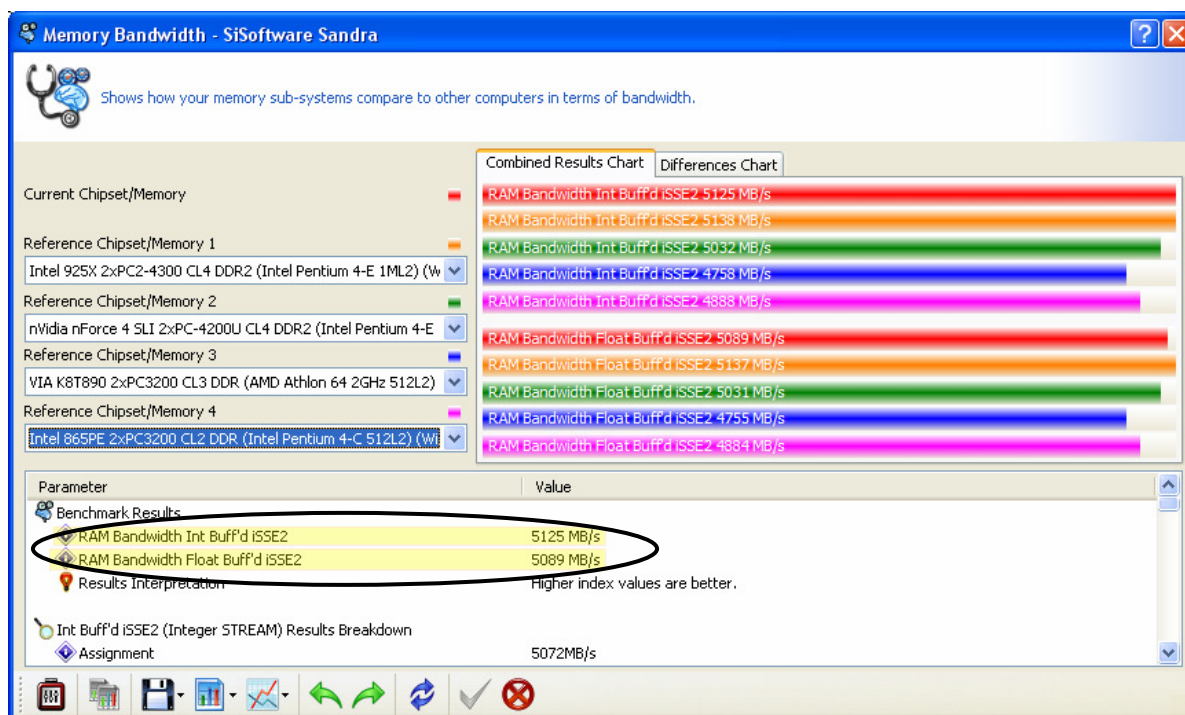 Memory Bandwidth - SiSoftware Sandra
Shows how your memory sub-systems compare to other computers in terms of bandwidth.
Combined Results Chart Differences Chart
Current Chipset/Memory
Reference Chipset/Memory 1
Intel 925X 2xPC2-4300 CL4 DDR2 (Intel Pentium 4-E 1ML2) (W
Reference Chipset/Memory 2
nVidia nForce 4 SLI 2xPC-4200U CL4 DDR2 (Intel Pentium 4-E
Reference Chipset/Memory 3
VIA K8T890 2xPC3200 CL3 DDR (AMD Athlon 64 2GHz 512L2)
Reference Chipset/Memory 4
Intel 865PE 2xPC3200 CL2 DDR (Intel Pentium 4-C 512L2) (Wi
RAM Bandwidth Int Buff'd iSSE2 5125 MB/s
RAM Bandwidth Int Buff'd iSSE2 5138 MB/s
RAM Bandwidth Int Buff'd iSSE2 5032 MB/s
RAM Bandwidth Int Buff'd iSSE2 4758 MB/s
RAM Bandwidth Int Buff'd iSSE2 4888 MB/s
RAM Bandwidth Float Buff'd iSSE2 5089 MB/s
RAM Bandwidth Float Buff'd iSSE2 5137 MB/s
RAM Bandwidth Float Buff'd iSSE2 5031 MB/s
RAM Bandwidth Float Buff'd iSSE2 4755 MB/s
RAM Bandwidth Float Buff'd iSSE2 4884 MB/s
Parameter Value
Benchmark Results
RAM Bandwidth Int Buff'd iSSE2 5125 MB/s
RAM Bandwidth Float Buff'd iSSE2 5089 MB/s
Results Interpretation Higher index values are better.
Int Buff'd iSSE2 (Integer STREAM) Results Breakdown
Assignment 5072MB/s